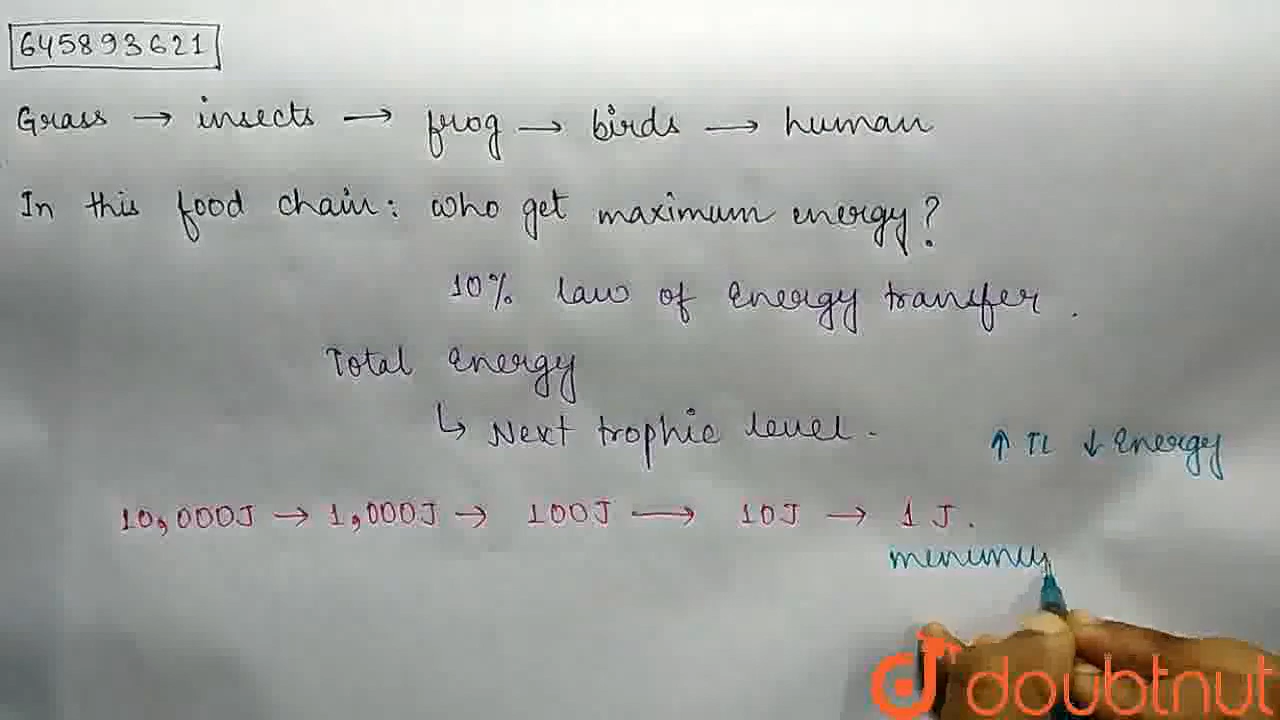 645893621
Grass → insects → frog → birds → human
In this food chain: who get maximum energy?
10% law of energy transfer.
Total energy
↳ Next trophic level.
↑ TL ↓ energy
10,000J → 1,000J → 100J → 10J → 1 J.
minimu
doubtnut